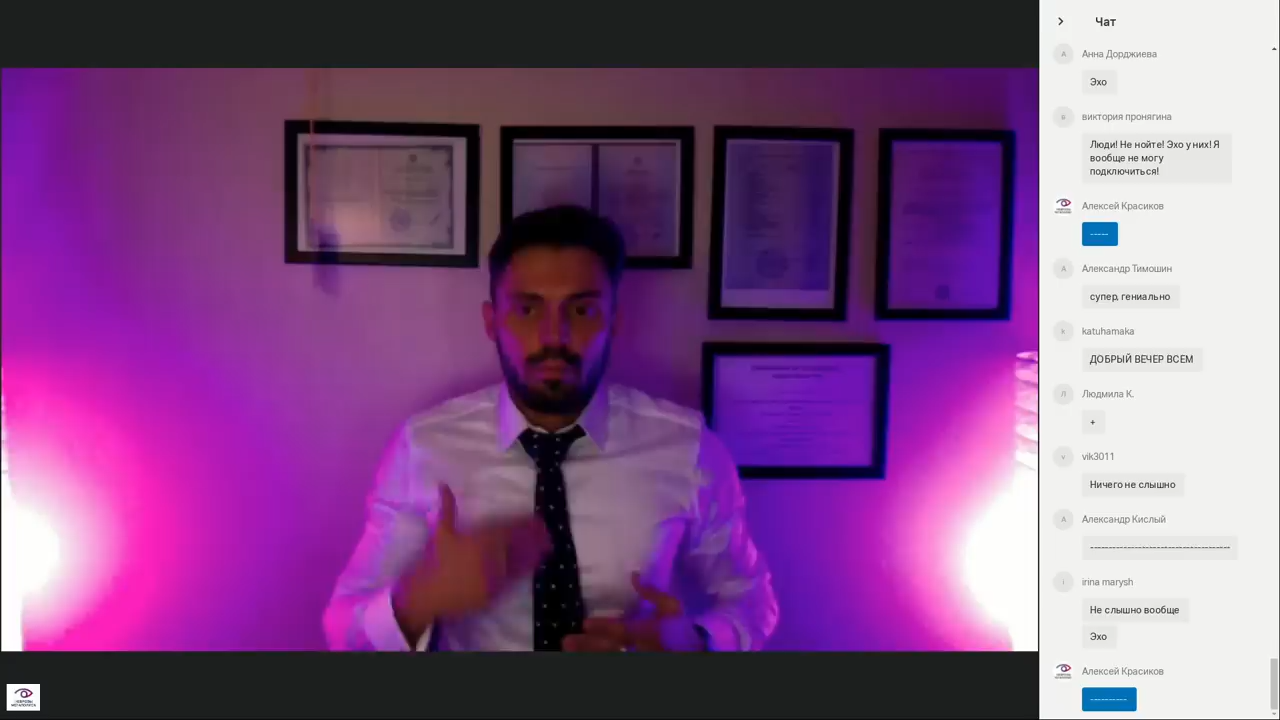 Чат
А
Анна Дорджиева
Эхо
в
виктория пронягина
Люди! Не нойте! Эхо у них! Я
вообще не могу
подключиться!
Алексей Красиков
-----
А
Александр Тимошин
супер, гениально
k
katuhamaka
ДОБРЫЙ ВЕЧЕР ВСЕМ
Л
Людмила К.
+
v
vik3011
Ничего не слышно
А
Александр Кислый
---------------------------------------
i
irina marysh
Не слышно вообще
Эхо
Алексей Красиков
----------